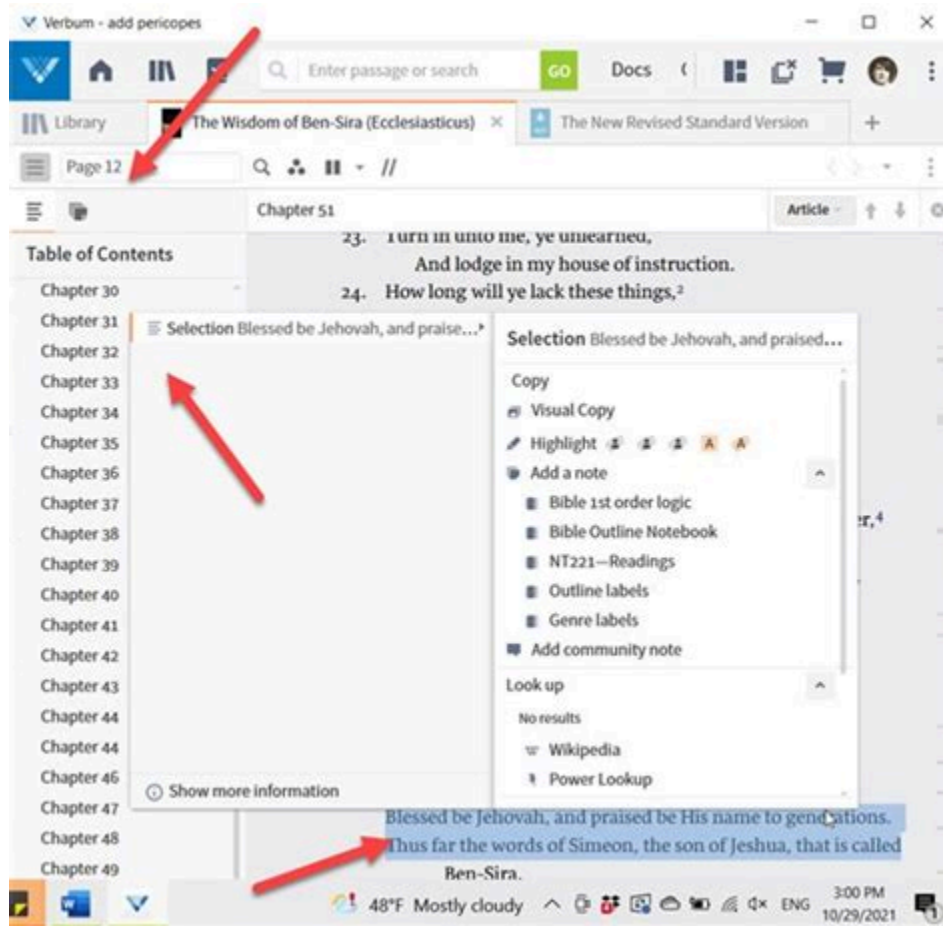 Verbum - add pericopes
Enter passage or search GO Docs
Library The Wisdom of Ben-Sira (Ecclesiasticus) The New Revised Standard Version +
Page 12
Chapter 51 Article
Table of Contents
23. Turn in unto me, ye unlearned,
And lodge in my house of instruction.
24. How long will ye lack these things,²
Chapter 30
Chapter 31
Chapter 32
Chapter 33
Chapter 34
Chapter 35
Chapter 36
Chapter 37
Chapter 38
Chapter 39
Chapter 40
Chapter 41
Chapter 42
Chapter 43
Chapter 44
Chapter 44
Chapter 46
Chapter 47
Chapter 48
Chapter 49
Selection Blessed be Jehovah, and praise...
Show more information
Selection Blessed be Jehovah, and praised...
Copy
Visual Copy
Highlight A A
Add a note
Bible 1st order logic
Bible Outline Notebook
NT221—Readings
Outline labels
Genre labels
Add community note
Look up
No results
Wikipedia
Power Lookup
er,⁴
Blessed be Jehovah, and praised be His name to generations.
Thus far the words of Simeon, the son of Jeshua, that is called
Ben-Sira.
48°F Mostly cloudy ENG 3:00 PM
10/29/2021
1